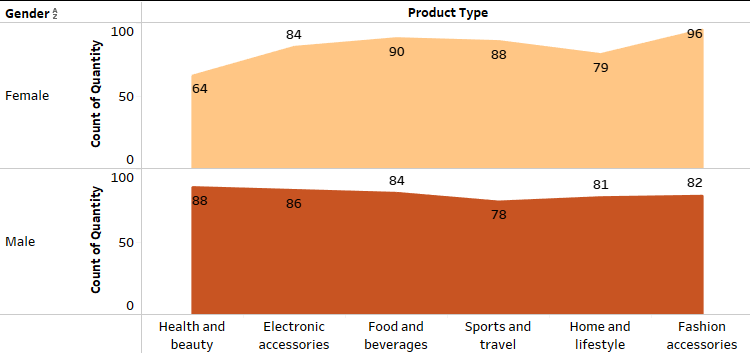 Gender A Z
Product Type
Female
Count of Quantity
100
50
0
64
84
90
88
79
96
Male
Count of Quantity
100
50
0
88
86
84
78
81
82
Health and
beauty
Electronic
accessories
Food and
beverages
Sports and
travel
Home and
lifestyle
Fashion
accessories